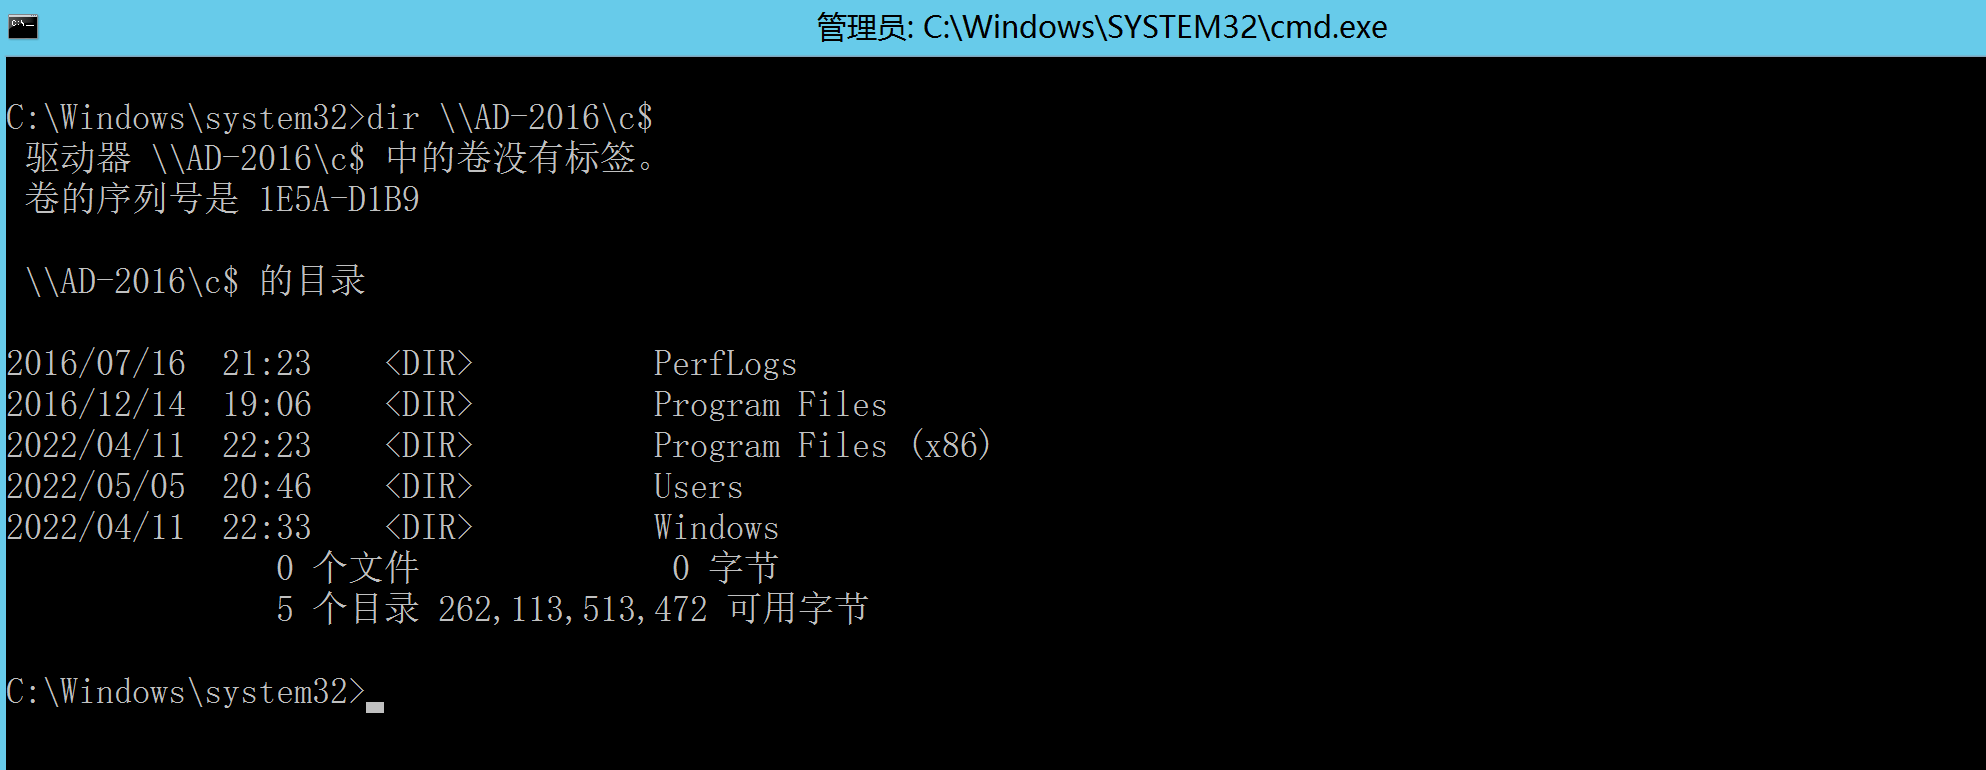 管理员: C:\Windows\SYSTEM32\cmd.exe
C:\Windows\system32>dir \\AD-2016\c$
驱动器 \\AD-2016\c$ 中的卷没有标签。
卷的序列号是 1E5A-D1B9
\\AD-2016\c$ 的目录
2016/07/16  21:23    <DIR>          PerfLogs
2016/12/14  19:06    <DIR>          Program Files
2022/04/11  22:23    <DIR>          Program Files (x86)
2022/05/05  20:46    <DIR>          Users
2022/04/11  22:33    <DIR>          Windows
0 个文件              0 字节
5 个目录 262,113,513,472 可用字节
C:\Windows\system32>